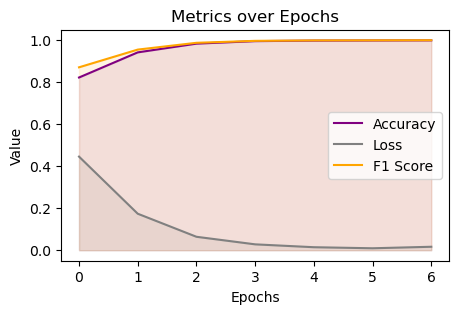 Metrics over Epochs
Value
1.0
0.8
0.6
0.4
0.2
0.0
Accuracy
Loss
F1 Score
0 1 2 3 4 5 6
Epochs